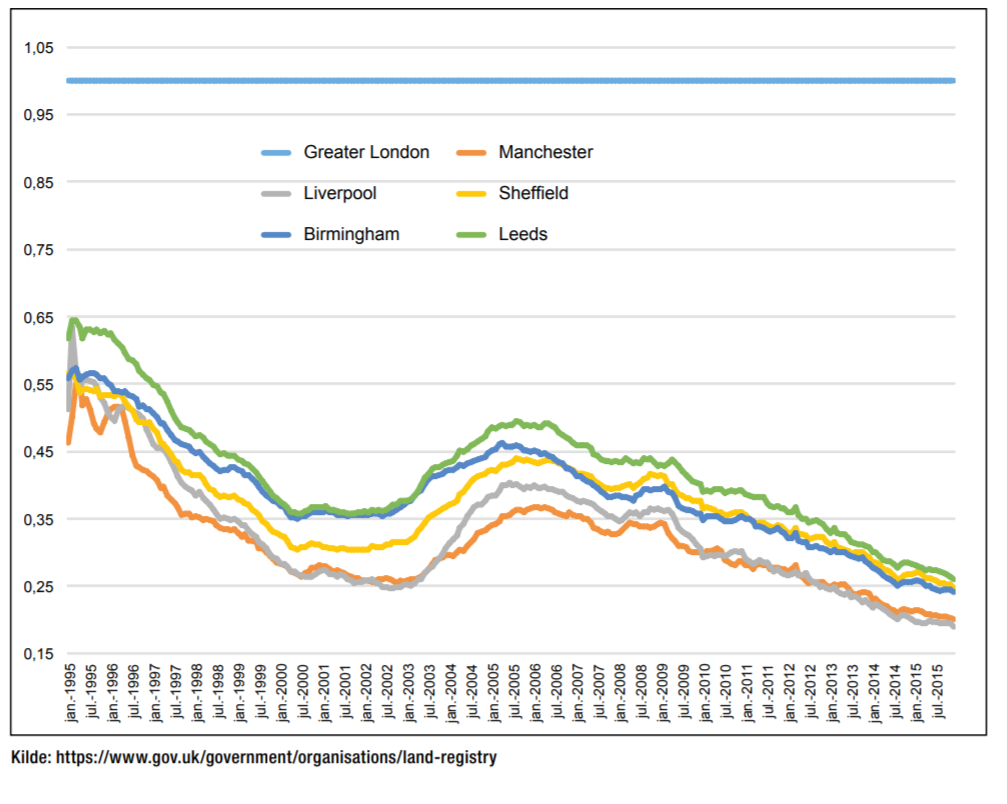 1,05
0,95
0,85
0,75
0,65
0,55
0,45
0,35
0,25
0,15
Greater London
Manchester
Liverpool
Sheffield
Birmingham
Leeds
jan.-1995
jul.-1995
jan.-1996
jul.-1996
jan.-1997
jul.-1997
jan.-1998
jul.-1998
jan.-1999
jul.-1999
jan.-2000
jul.-2000
jan.-2001
jul.-2001
jan.-2002
jul.-2002
jan.-2003
jul.-2003
jan.-2004
jul.-2004
jan.-2005
jul.-2005
jan.-2006
jul.-2006
jan.-2007
jul.-2007
jan.-2008
jul.-2008
jan.-2009
jul.-2009
jan.-2010
jul.-2010
jan.-2011
jul.-2011
jan.-2012
jul.-2012
jan.-2013
jul.-2013
jan.-2014
jul.-2014
jan.-2015
jul.-2015
Kilde: https://www.gov.uk/government/organisations/land-registry